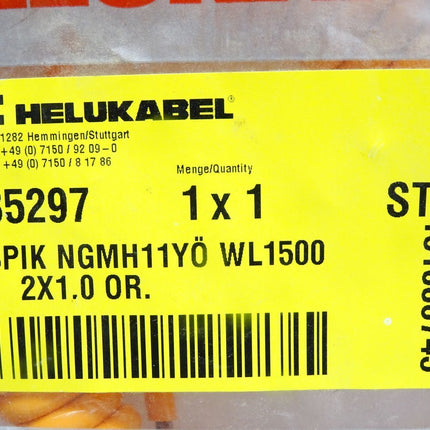 HELUKABEL®
1282 Hemmingen/Stuttgart
+49 (0) 7150 / 92 09-0
+49 (0) 7150 / 8 17 86
Menge/Quantity
5297 1 x 1 ST
PIK NGMH11YÖ WL1500
2X1.0 OR.